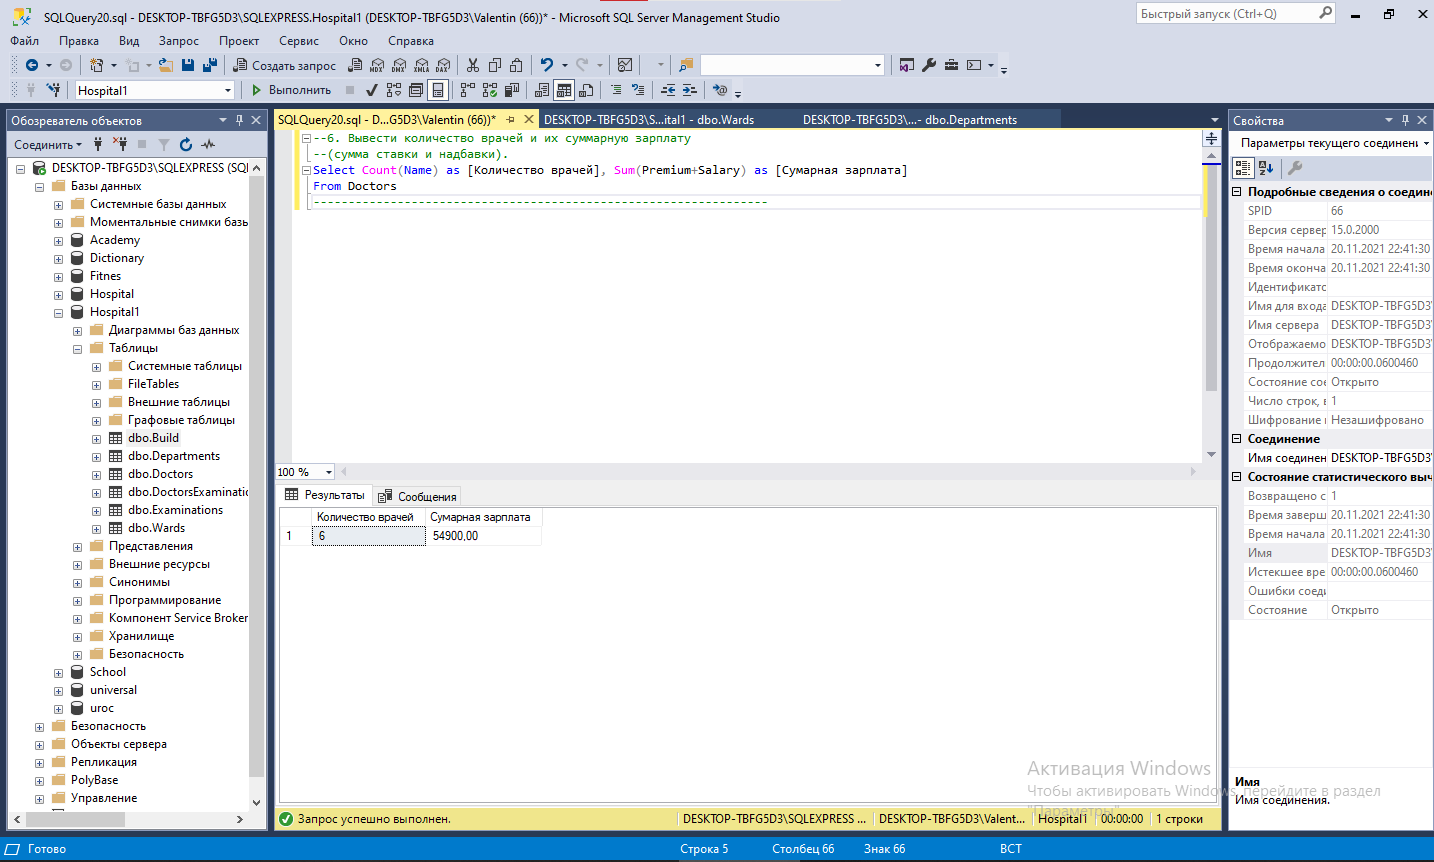 SQLQuery20.sql - DESKTOP-TBFG5D3\SQLEXPRESS.Hospital1 (DESKTOP-TBFG5D3\Valentin (66))* - Microsoft SQL Server Management Studio
Быстрый запуск (Ctrl+Q)
Файл Правка Вид Запрос Проект Сервис Окно Справка
Создать запрос MDX DMX XMLA DAX
Hospital1 Выполнить
Обозреватель объектов
Соединить
DESKTOP-TBFG5D3\SQLEXPRESS (SQL
Базы данных
Системные базы данных
Моментальные снимки базы
Academy
Dictionary
Fitnes
Hospital
Hospital1
Диаграммы баз данных
Таблицы
Системные таблицы
FileTables
Внешние таблицы
Графовые таблицы
dbo.Build
dbo.Departments
dbo.Doctors
dbo.DoctorsExaminatio
dbo.Examinations
dbo.Wards
Представления
Внешние ресурсы
Синонимы
Программирование
Компонент Service Broker
Хранилище
Безопасность
School
universal
uroc
Безопасность
Объекты сервера
Репликация
PolyBase
Управление
SQLQuery20.sql - D...G5D3\Valentin (66))* DESKTOP-TBFG5D3\S...ital1 - dbo.Wards DESKTOP-TBFG5D3\...- dbo.Departments
--6. Вывести количество врачей и их суммарную зарплату
--(сумма ставки и надбавки).
Select Count(Name) as [Количество врачей], Sum(Premium+Salary) as [Сумарная зарплата]
From Doctors
-----------------------------------------------------------------
100 %
Результаты Сообщения
Количество врачей Сумарная зарплата
1 6 54900,00
Запрос успешно выполнен. DESKTOP-TBFG5D3\SQLEXPRESS ... DESKTOP-TBFG5D3\Valent... Hospital1 00:00:00 1 строки
Свойства
Параметры текущего соединени
Подробные сведения о соедин
SPID 66
Версия сервер 15.0.2000
Время начала 20.11.2021 22:41:30
Время оконча 20.11.2021 22:41:30
Идентификатс
Имя для входа DESKTOP-TBFG5D3\
Имя сервера DESKTOP-TBFG5D3\
Отображаемо DESKTOP-TBFG5D3\
Продолжител 00:00:00.0600460
Состояние сое Открыто
Число строк, в 1
Шифрование Незашифровано
Соединение
Имя соединен DESKTOP-TBFG5D3\
Состояние статистического выч
Возвращено с 1
Время заверш 20.11.2021 22:41:30
Время начала 20.11.2021 22:41:30
Имя DESKTOP-TBFG5D3\
Истекшее вре 00:00:00.0600460
Ошибки соеди
Состояние Открыто
Имя
Имя соединения.
Активация Windows
Чтобы активировать Windows, перейдите в раздел
"Параметры".
Готово Строка 5 Столбец 66 Знак 66 ВСТ